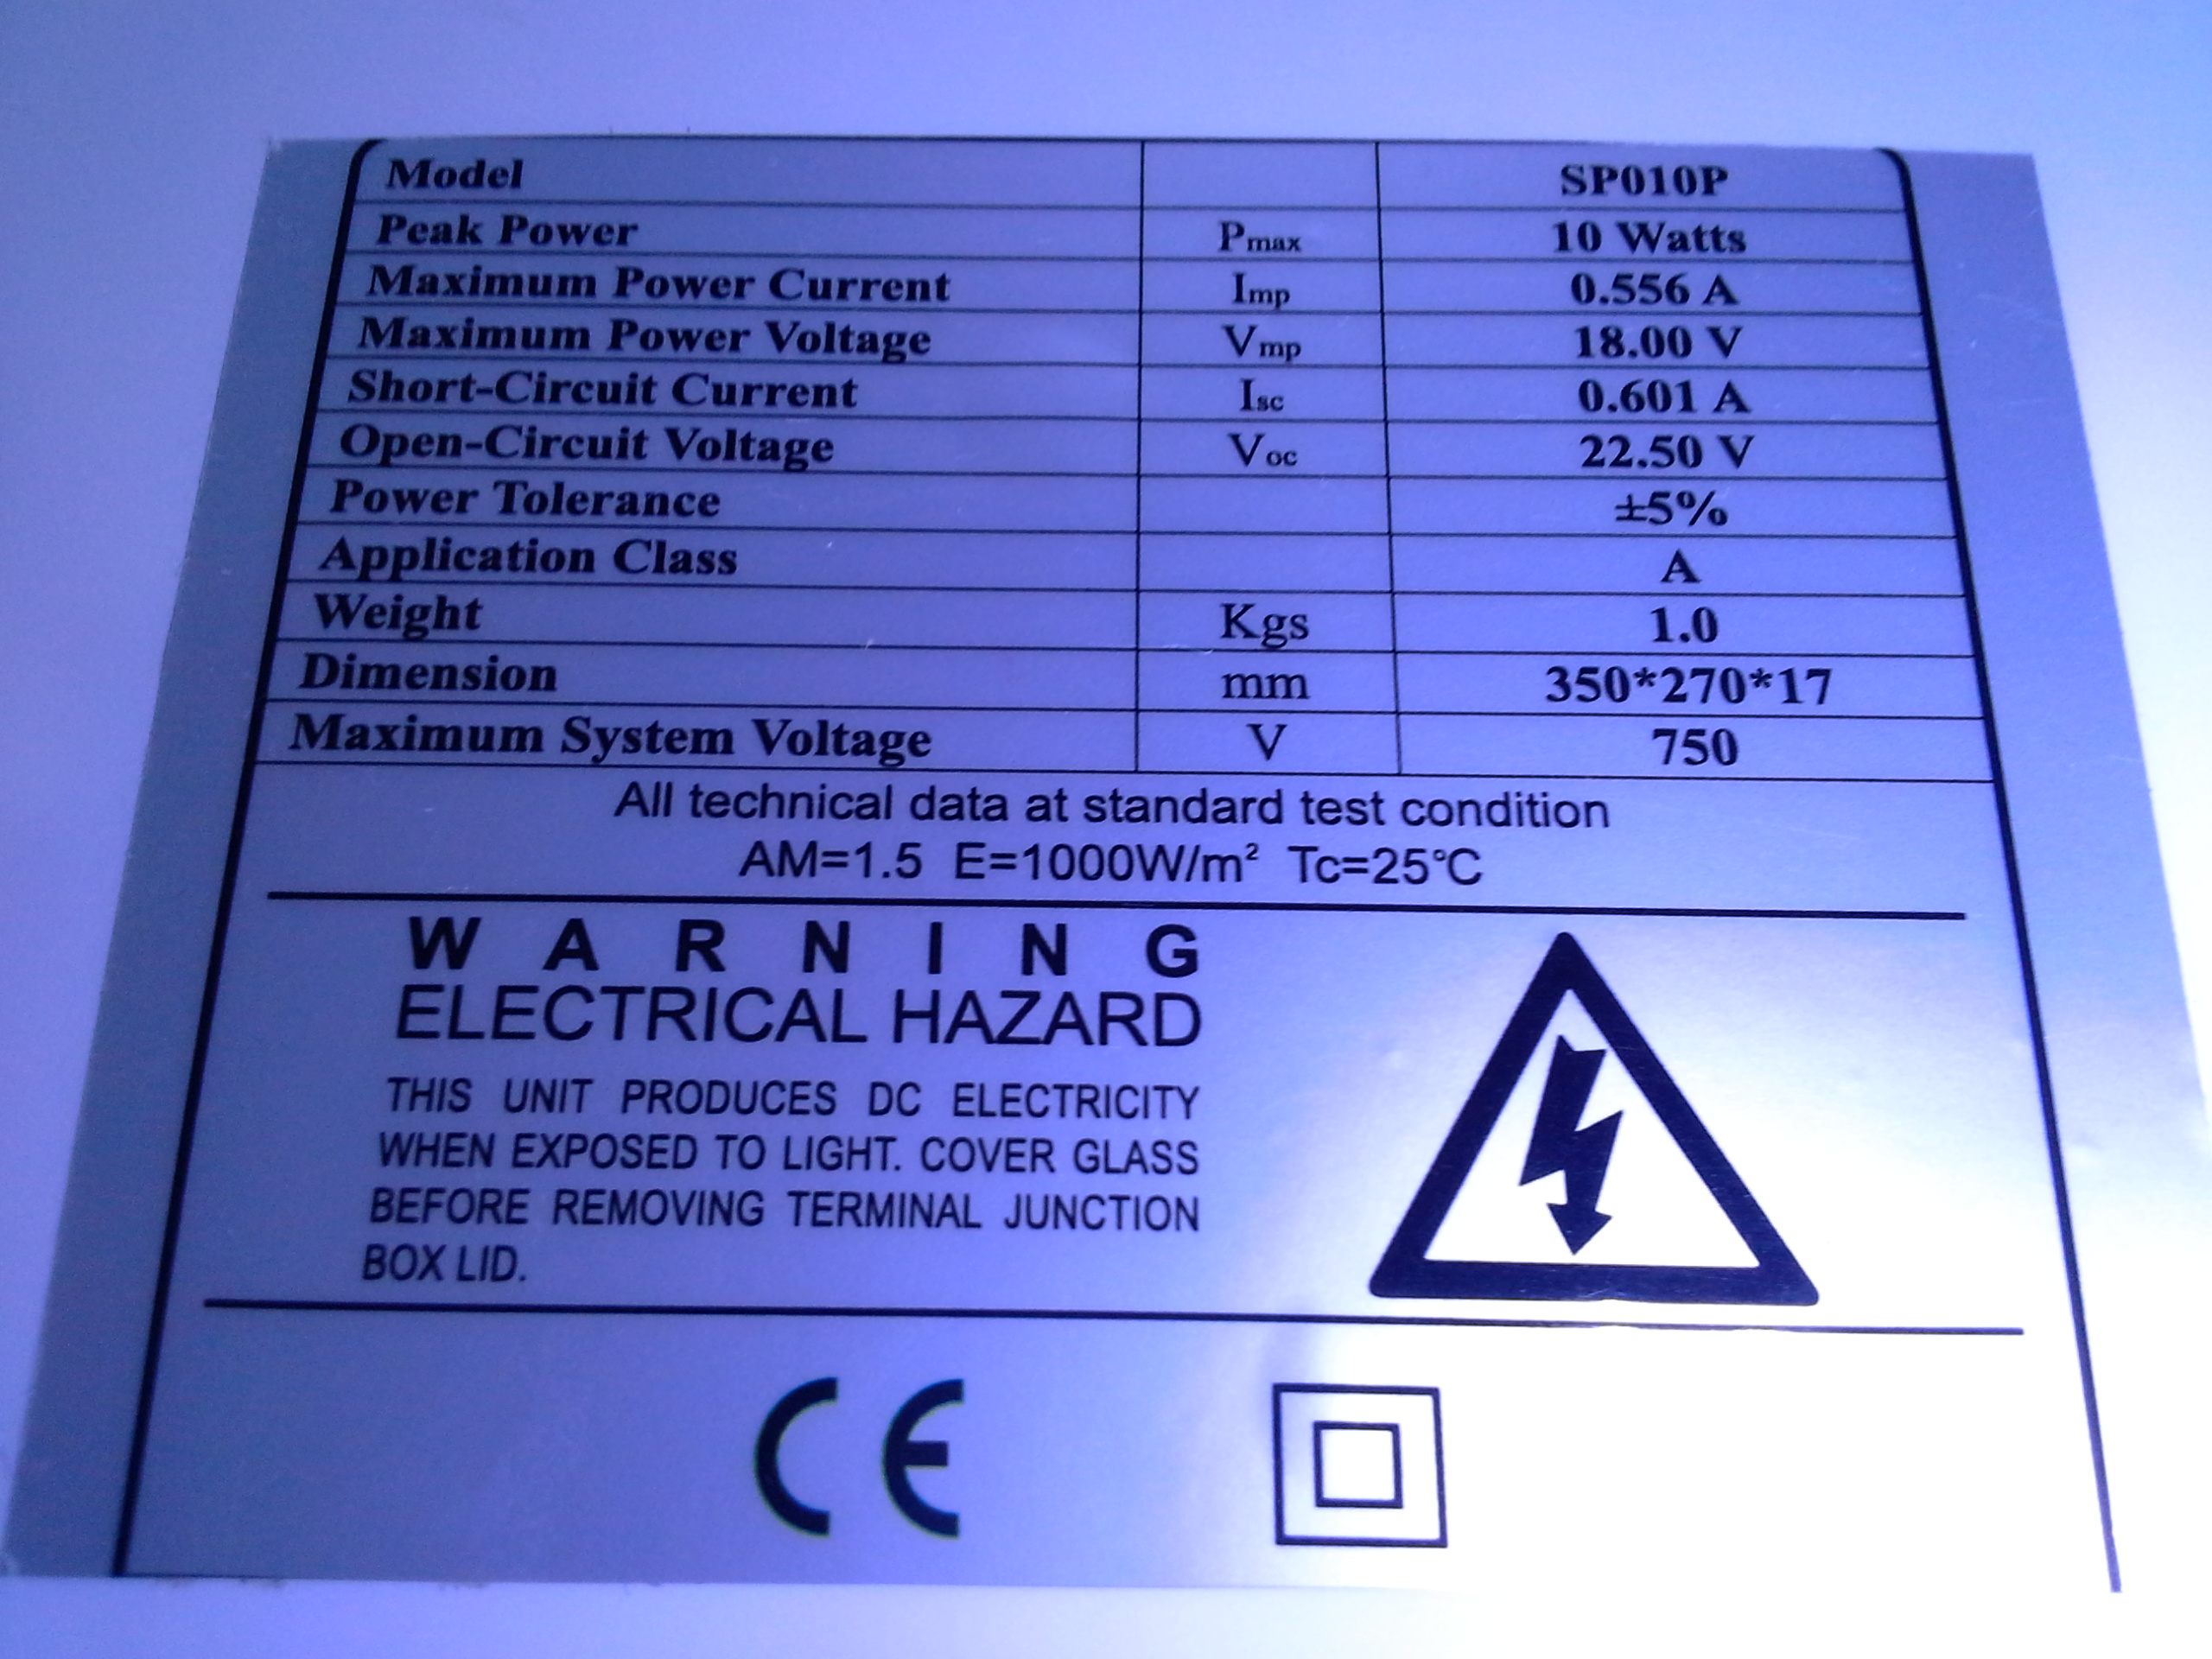 Model SP010P
Peak Power Pmax 10 Watts
Maximum Power Current Imp 0.556 A
Maximum Power Voltage Vmp 18.00 V
Short-Circuit Current Isc 0.601 A
Open-Circuit Voltage Voc 22.50 V
Power Tolerance ±5%
Application Class A
Weight Kgs 1.0
Dimension mm 350*270*17
Maximum System Voltage V 750
All technical data at standard test condition
AM=1.5 E=1000W/m² Tc=25℃
WARNING
ELECTRICAL HAZARD
THIS UNIT PRODUCES DC ELECTRICITY
WHEN EXPOSED TO LIGHT. COVER GLASS
BEFORE REMOVING TERMINAL JUNCTION
BOX LID.
CE